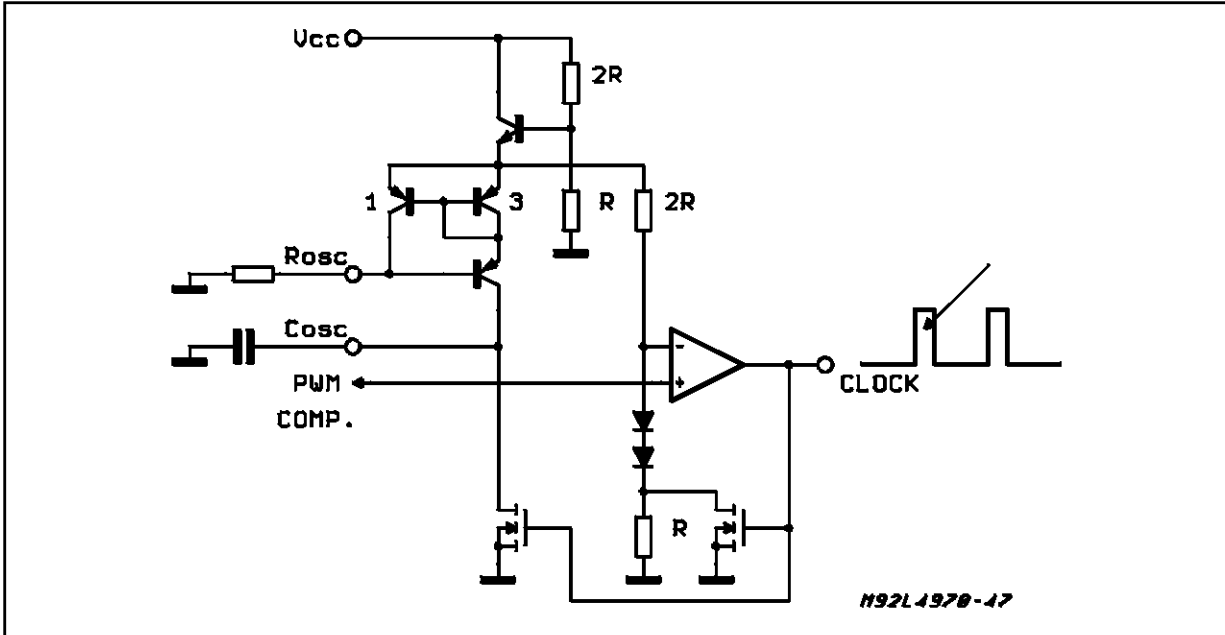 Vcc
2R
1
3
R
2R
Rosc
Cosc
PWM
COMP.
CLOCK
R
M92L4970-47